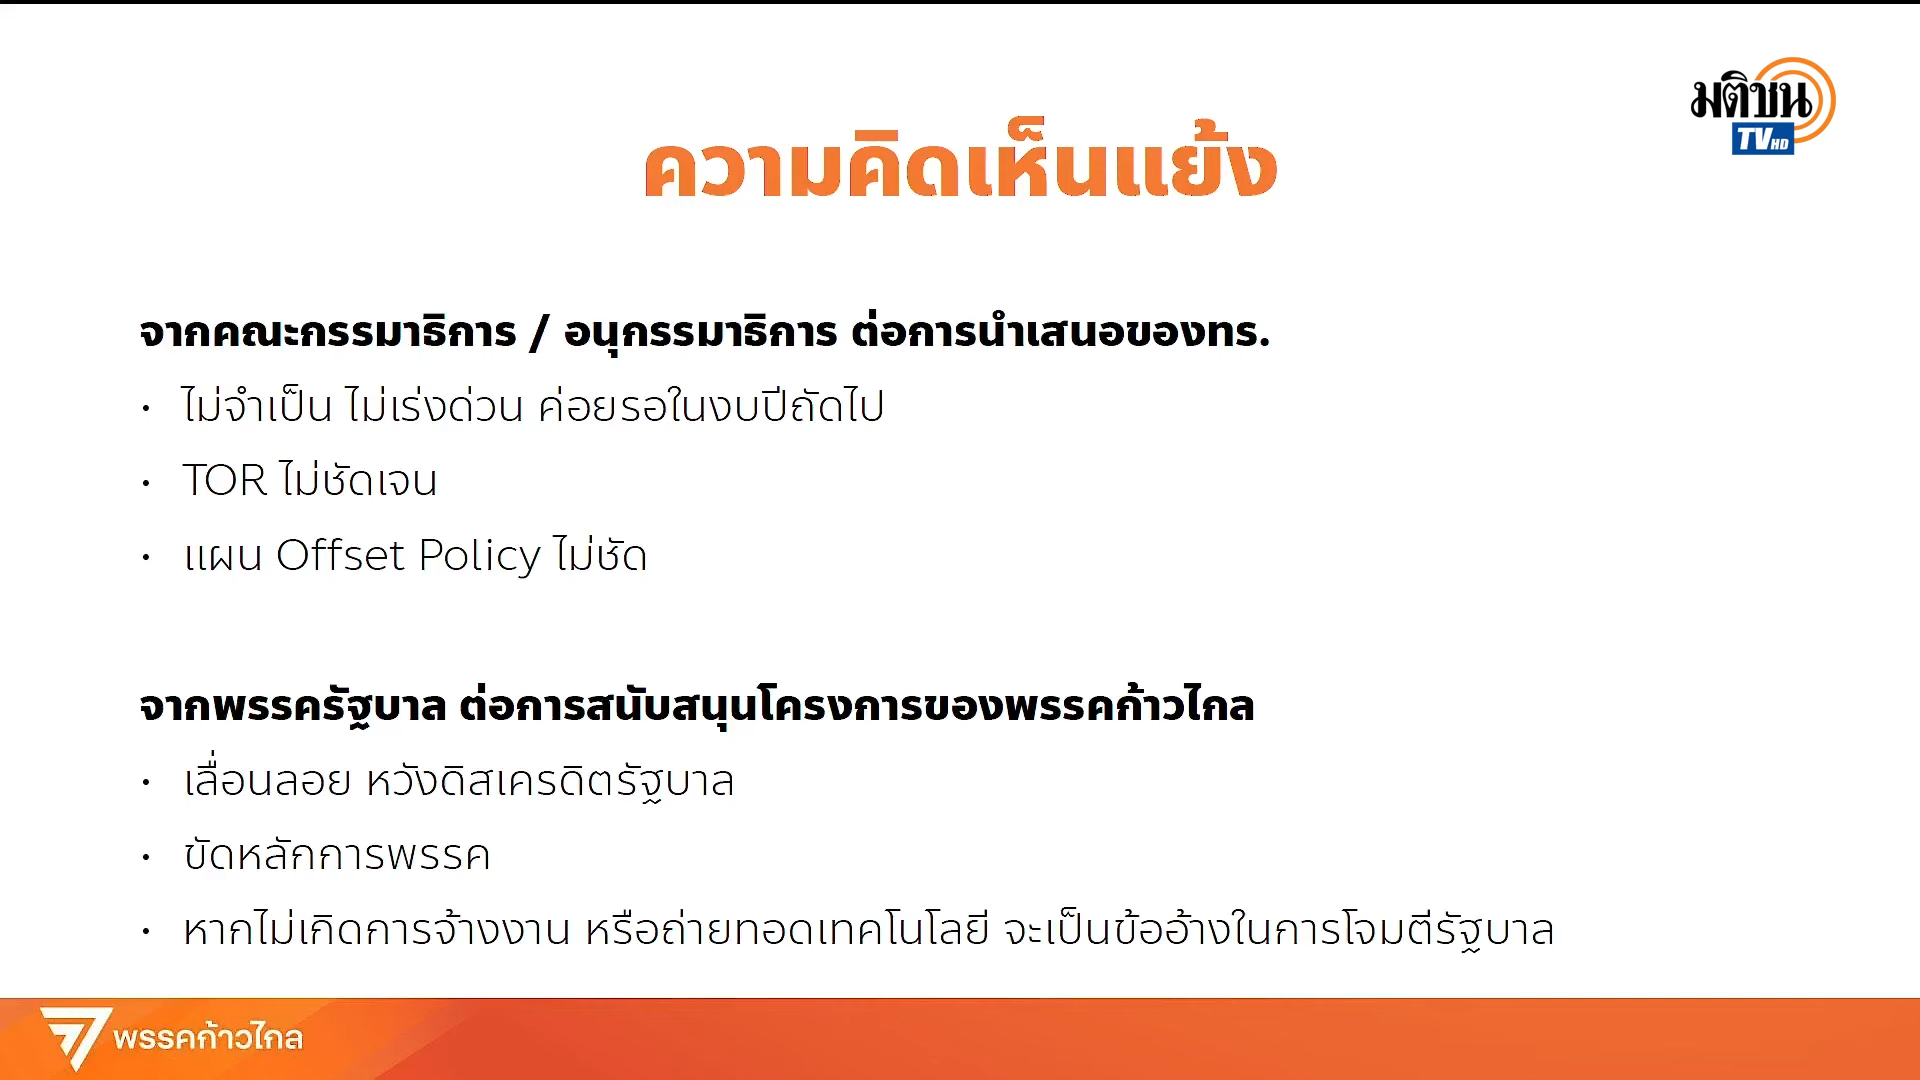 มติชน
TV HD
ความคิดเห็นแย้ง
จากคณะกรรมาธิการ / อนุกรรมาธิการ ต่อการนำเสนอของทร.
• ไม่จำเป็น ไม่เร่งด่วน ค่อยรอในงบปีถัดไป
• TOR ไม่ชัดเจน
• แผน Offset Policy ไม่ชัด
จากพรรครัฐบาล ต่อการสนับสนุนโครงการของพรรคก้าวไกล
• เลื่อนลอย หวังดิสเครดิตรัฐบาล
• ขัดหลักการพรรค
• หากไม่เกิดการจ้างงาน หรือถ่ายทอดเทคโนโลยี จะเป็นข้ออ้างในการโจมตีรัฐบาล
พรรคก้าวไกล